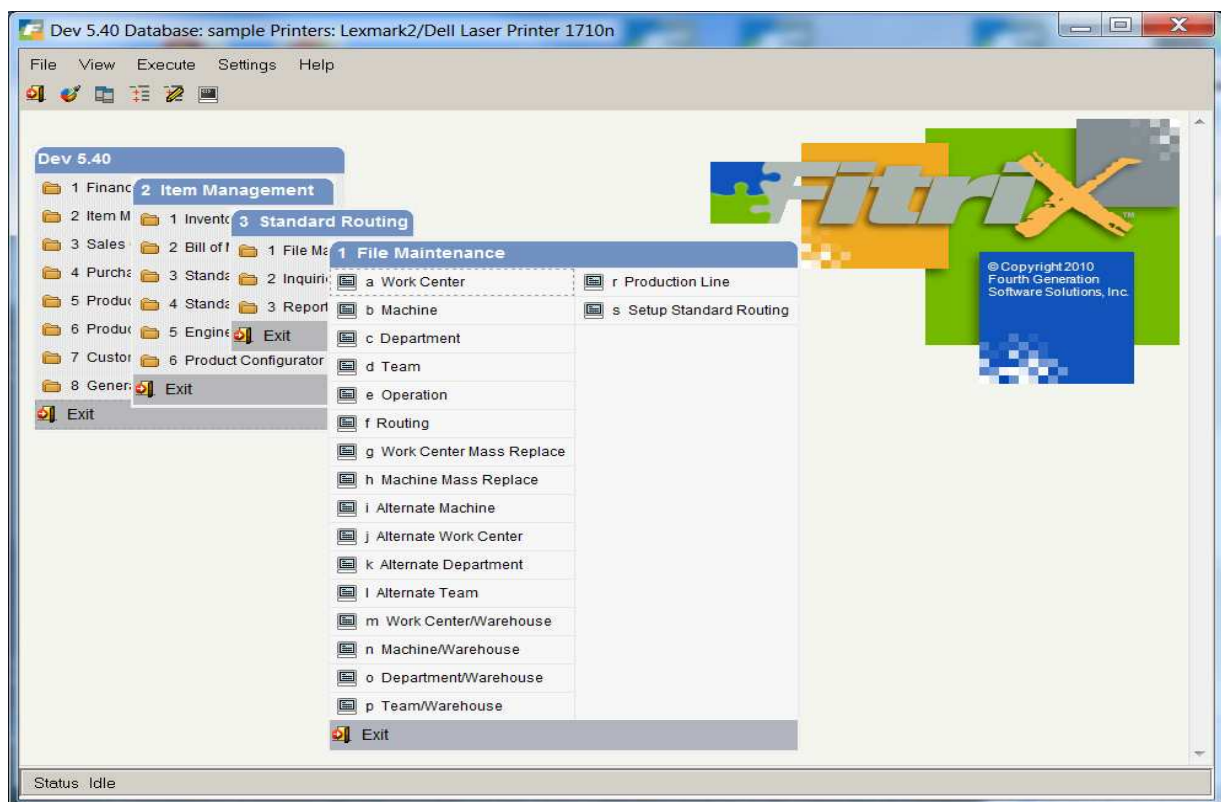 Dev 5.40 Database: sample Printers: Lexmark2/Dell Laser Printer 1710n
File View Execute Settings Help
Dev 5.40
1 Financ
2 Item M
3 Sales
4 Purcha
5 Produc
6 Produc
7 Custor
8 Genera
Exit
2 Item Management
1 Invento
2 Bill of
3 Standa
4 Standa
5 Engine
6 Product Configurator
Exit
3 Standard Routing
1 File Ma
2 Inquiri
3 Report
Exit
1 File Maintenance
a Work Center
b Machine
c Department
d Team
e Operation
f Routing
g Work Center Mass Replace
h Machine Mass Replace
i Alternate Machine
j Alternate Work Center
k Alternate Department
l Alternate Team
m Work Center/Warehouse
n Machine/Warehouse
o Department/Warehouse
p Team/Warehouse
r Production Line
s Setup Standard Routing
Exit
FitriX
TM
©Copyright 2010
Fourth Generation
Software Solutions, Inc.
Status Idle